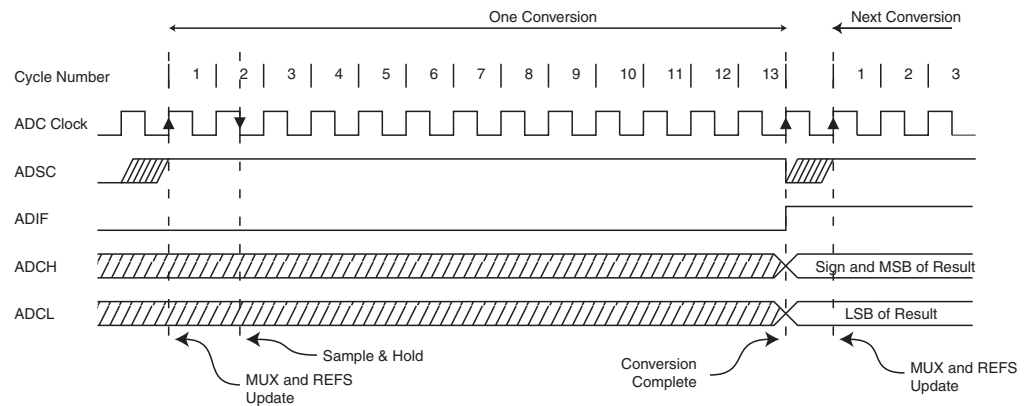 One Conversion
Next Conversion
Cycle Number
1 2 3 4 5 6 7 8 9 10 11 12 13 1 2 3
ADC Clock
ADSC
ADIF
ADCH
Sign and MSB of Result
ADCL
LSB of Result
Sample & Hold
MUX and REFS
Update
Conversion
Complete
MUX and REFS
Update